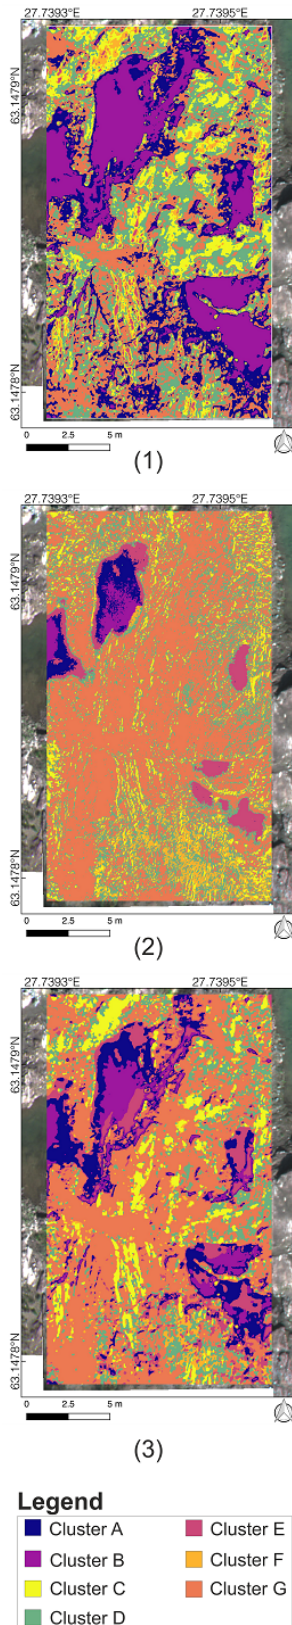 27.7393°E 27.7395°E
63.1479°N
63.1478°N
0 2.5 5 m
(1)
27.7393°E 27.7395°E
63.1479°N
63.1478°N
0 2.5 5 m
(2)
27.7393°E 27.7395°E
63.1479°N
63.1478°N
0 2.5 5 m
(3)
Legend
Cluster A Cluster E
Cluster B Cluster F
Cluster C Cluster G
Cluster D